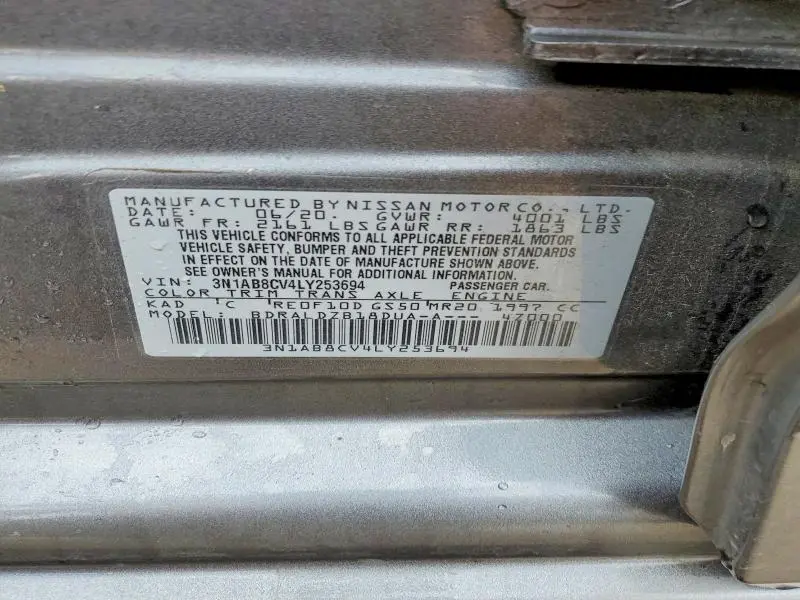 MANUFACTURED BY NISSAN MOTOR CO., LTD.
DATE: 06/20. GVWR: 4001 LBS
GAWR FR: 2161 LBS GAWR RR: 1863 LBS
THIS VEHICLE CONFORMS TO ALL APPLICABLE FEDERAL MOTOR
VEHICLE SAFETY, BUMPER AND THEFT PREVENTION STANDARDS
IN EFFECT ON THE DATE OF MANUFACTURE SHOWN ABOVE.
SEE OWNER'S MANUAL FOR ADDITIONAL INFORMATION.
VIN: 3N1AB8CV4LY253694 PASSENGER CAR.
COLOR TRIM TRANS AXLE ENGINE
KAD 'C 'RE0F10D GS50'MR20 1997 CC
MODEL: BDRALDZB18DUA-A--- 4Z000
3N1AB8CV4LY253694